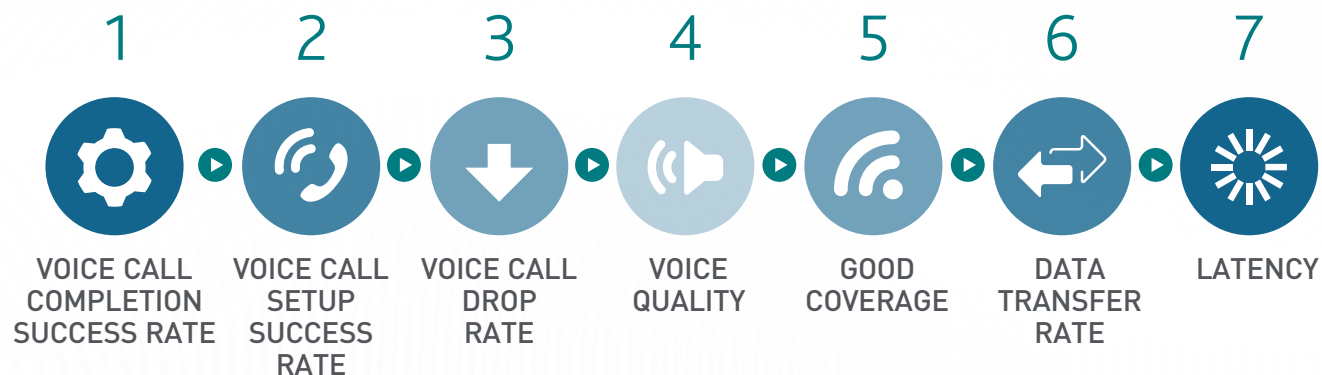 1
2
3
4
5
6
7
VOICE CALL
COMPLETION
SUCCESS RATE
VOICE CALL
SETUP
SUCCESS
RATE
VOICE CALL
DROP
RATE
VOICE
QUALITY
GOOD
COVERAGE
DATA
TRANSFER
RATE
LATENCY